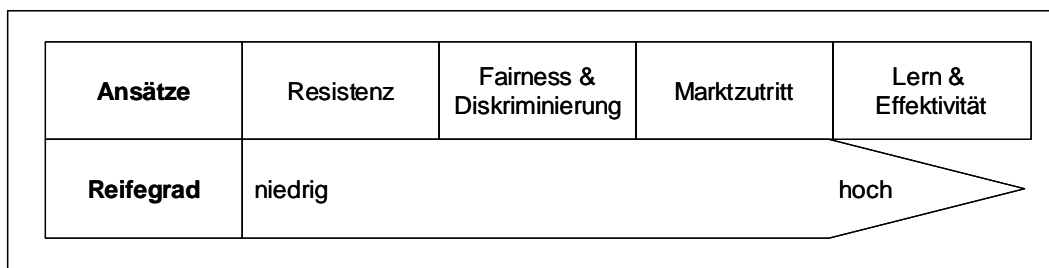 Ansätze
Resistenz
Fairness &
Diskriminierung
Marktzutritt
Lern &
Effektivität
Reifegrad
niedrig
hoch